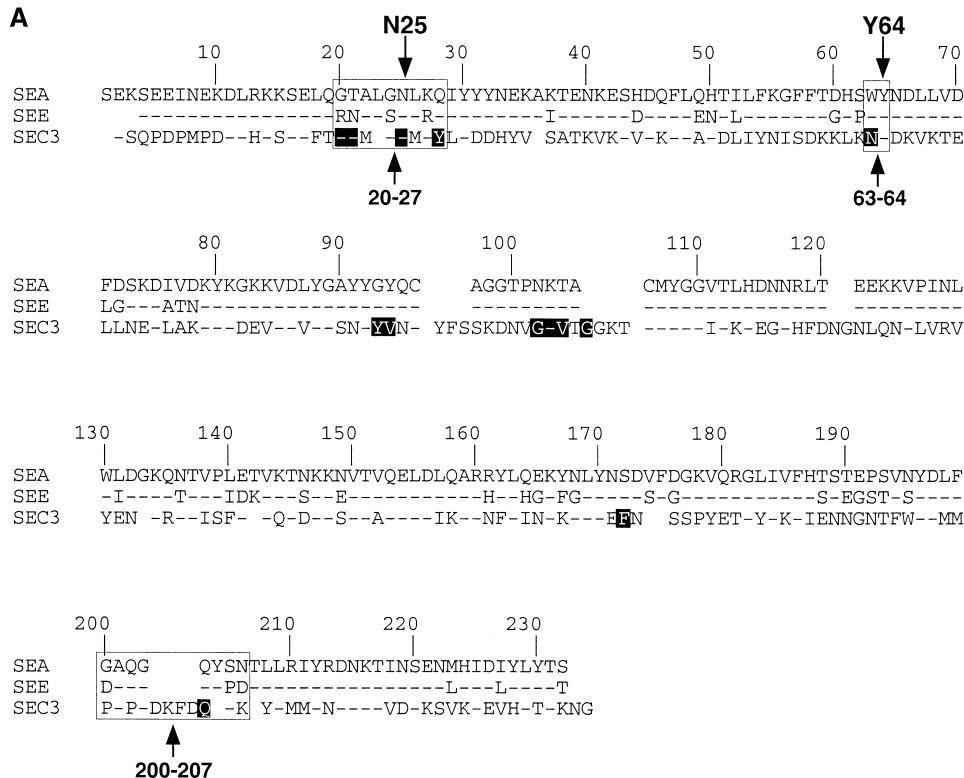 A
N25 Y64
10 20 30 40 50 60 70
SEA SEKSEEINEKDLRKKSELQGTALGNLKQIYYYNEKAKTENKESHDQFLQHTILFKGFFTDHSWYNDLLVD
SEE --------------------RN--S--R---------I------D----EN-L-------G-P--------
SEC3 -SQPDPMPD--H-S--FT--M --M-YL-DDHYV SATKVK-V-K--A-DLIYNISDKKLKN-DKVKTE
20-27 63-64
80 90 100 110 120
SEA FDSKDIVDKYKGKKVDLYGAYYGYQC AGGTPNKTA CMYGGVTLHDNNRLT EEKKVPINL
SEE LG---ATN------------------ --------- --------------- ---------
SEC3 LLNE-LAK---DEV--V--SN-YVN- YFSSKDNVG-VTGGKT -----I-K-EG-HFDNGNLQN-LVRV
130 140 150 160 170 180 190
SEA WLDGKQNTVPLETVKTNKKNVTVQELDLQARRYLQEKYNLYNSDVFDGKVQRGLIVFHTSTEPSVNYDLF
SEE -I----T---IDK---S--E-----------H--HG-FG-----S-G-----------S-EGST-S----
SEC3 YEN -R--ISF- -Q-D--S--A----IK--NF-IN-K---EFN SSPYET-Y-K-IENNGNTFW--MM
200 210 220 230
SEA GAQG QYSNTLLRIYRDNKTINSENMHIDIYLYTS
SEE D--- --PD----------------L---L----T
SEC3 P-P-DKFDQ -K Y-MM-N----VD-KSVK-EVH-T-KNG
200-207